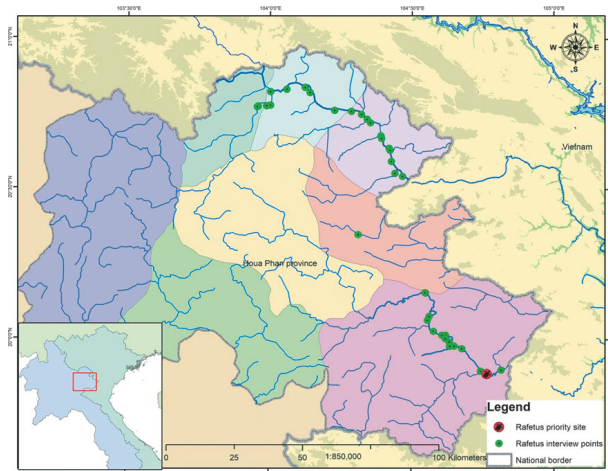 103°30'0"E
104°0'0"E
104°30'0"E
105°0'0"E
21°0'0"N
N
W
E
S
Vietnam
20°30'0"N
Houa Phan province
20°0'0"N
Legend
Rafetus priority site
Rafetus interview points
National border
0 25 50 1:850,000 100 Kilometers